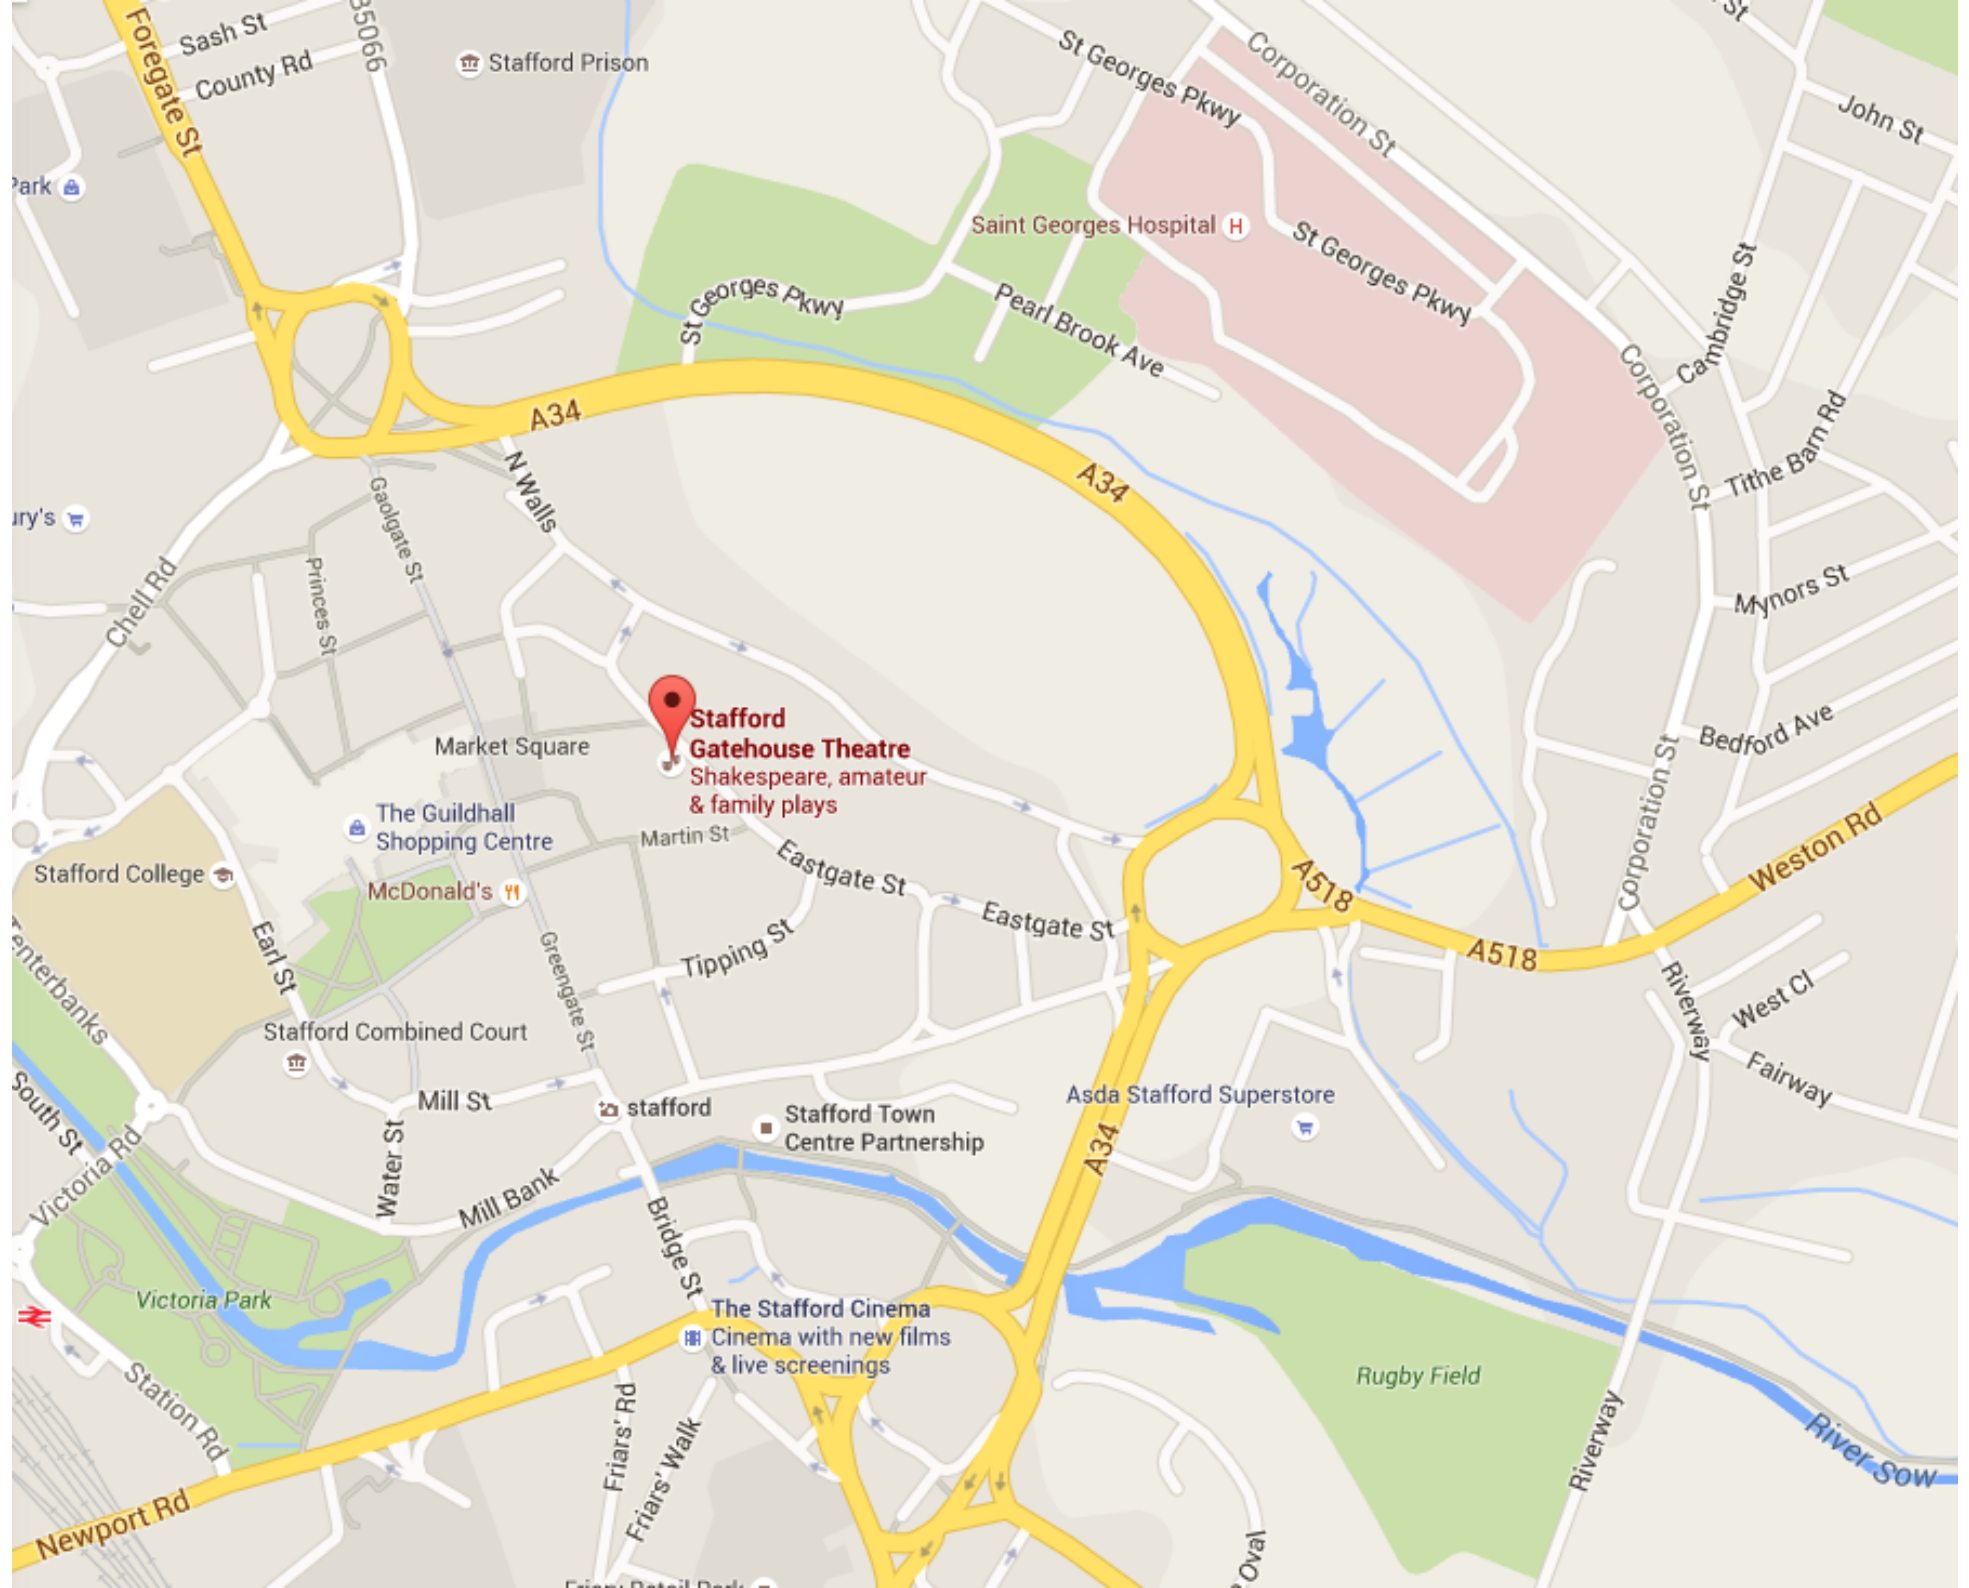 Foregate St
Sash St
B5066
County Rd
Stafford Prison
St Georges Pkwy
Corporation St
St
John St
Park
Saint Georges Hospital
H
St Georges Pkwy
St Georges Pkwy
Pearl Brook Ave
Cambridge St
Corporation St
A34
A34
Tithe Barn Rd
N Walls
Gaolgate St
Princes St
Chell Rd
Mynors St
Bedford Ave
Stafford
Gatehouse Theatre
Shakespeare, amateur
& family plays
Market Square
The Guildhall
Shopping Centre
Martin St
Corporation St
Weston Rd
Stafford College
McDonald's
Eastgate St
Eastgate St
A518
A518
Tipping St
Earl St
Greengate St
Tenterbanks
Riverway
West Cl
Fairway
Stafford Combined Court
Mill St
stafford
Stafford Town
Centre Partnership
Asda Stafford Superstore
A34
South St
Victoria Rd
Water St
Mill Bank
Bridge St
Victoria Park
The Stafford Cinema
Cinema with new films
& live screenings
Rugby Field
Station Rd
Friars' Rd
Friars' Walk
Riverway
River Sow
Newport Rd
Oval
Friary Retail Park